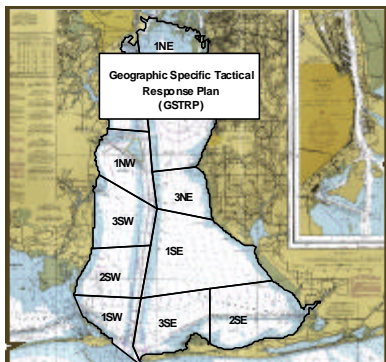 1NE
Geographic Specific Tactical
Response Plan
(GSTRP)
1NW
3NE
3SW
1SE
2SW
1SW
3SE
2SE